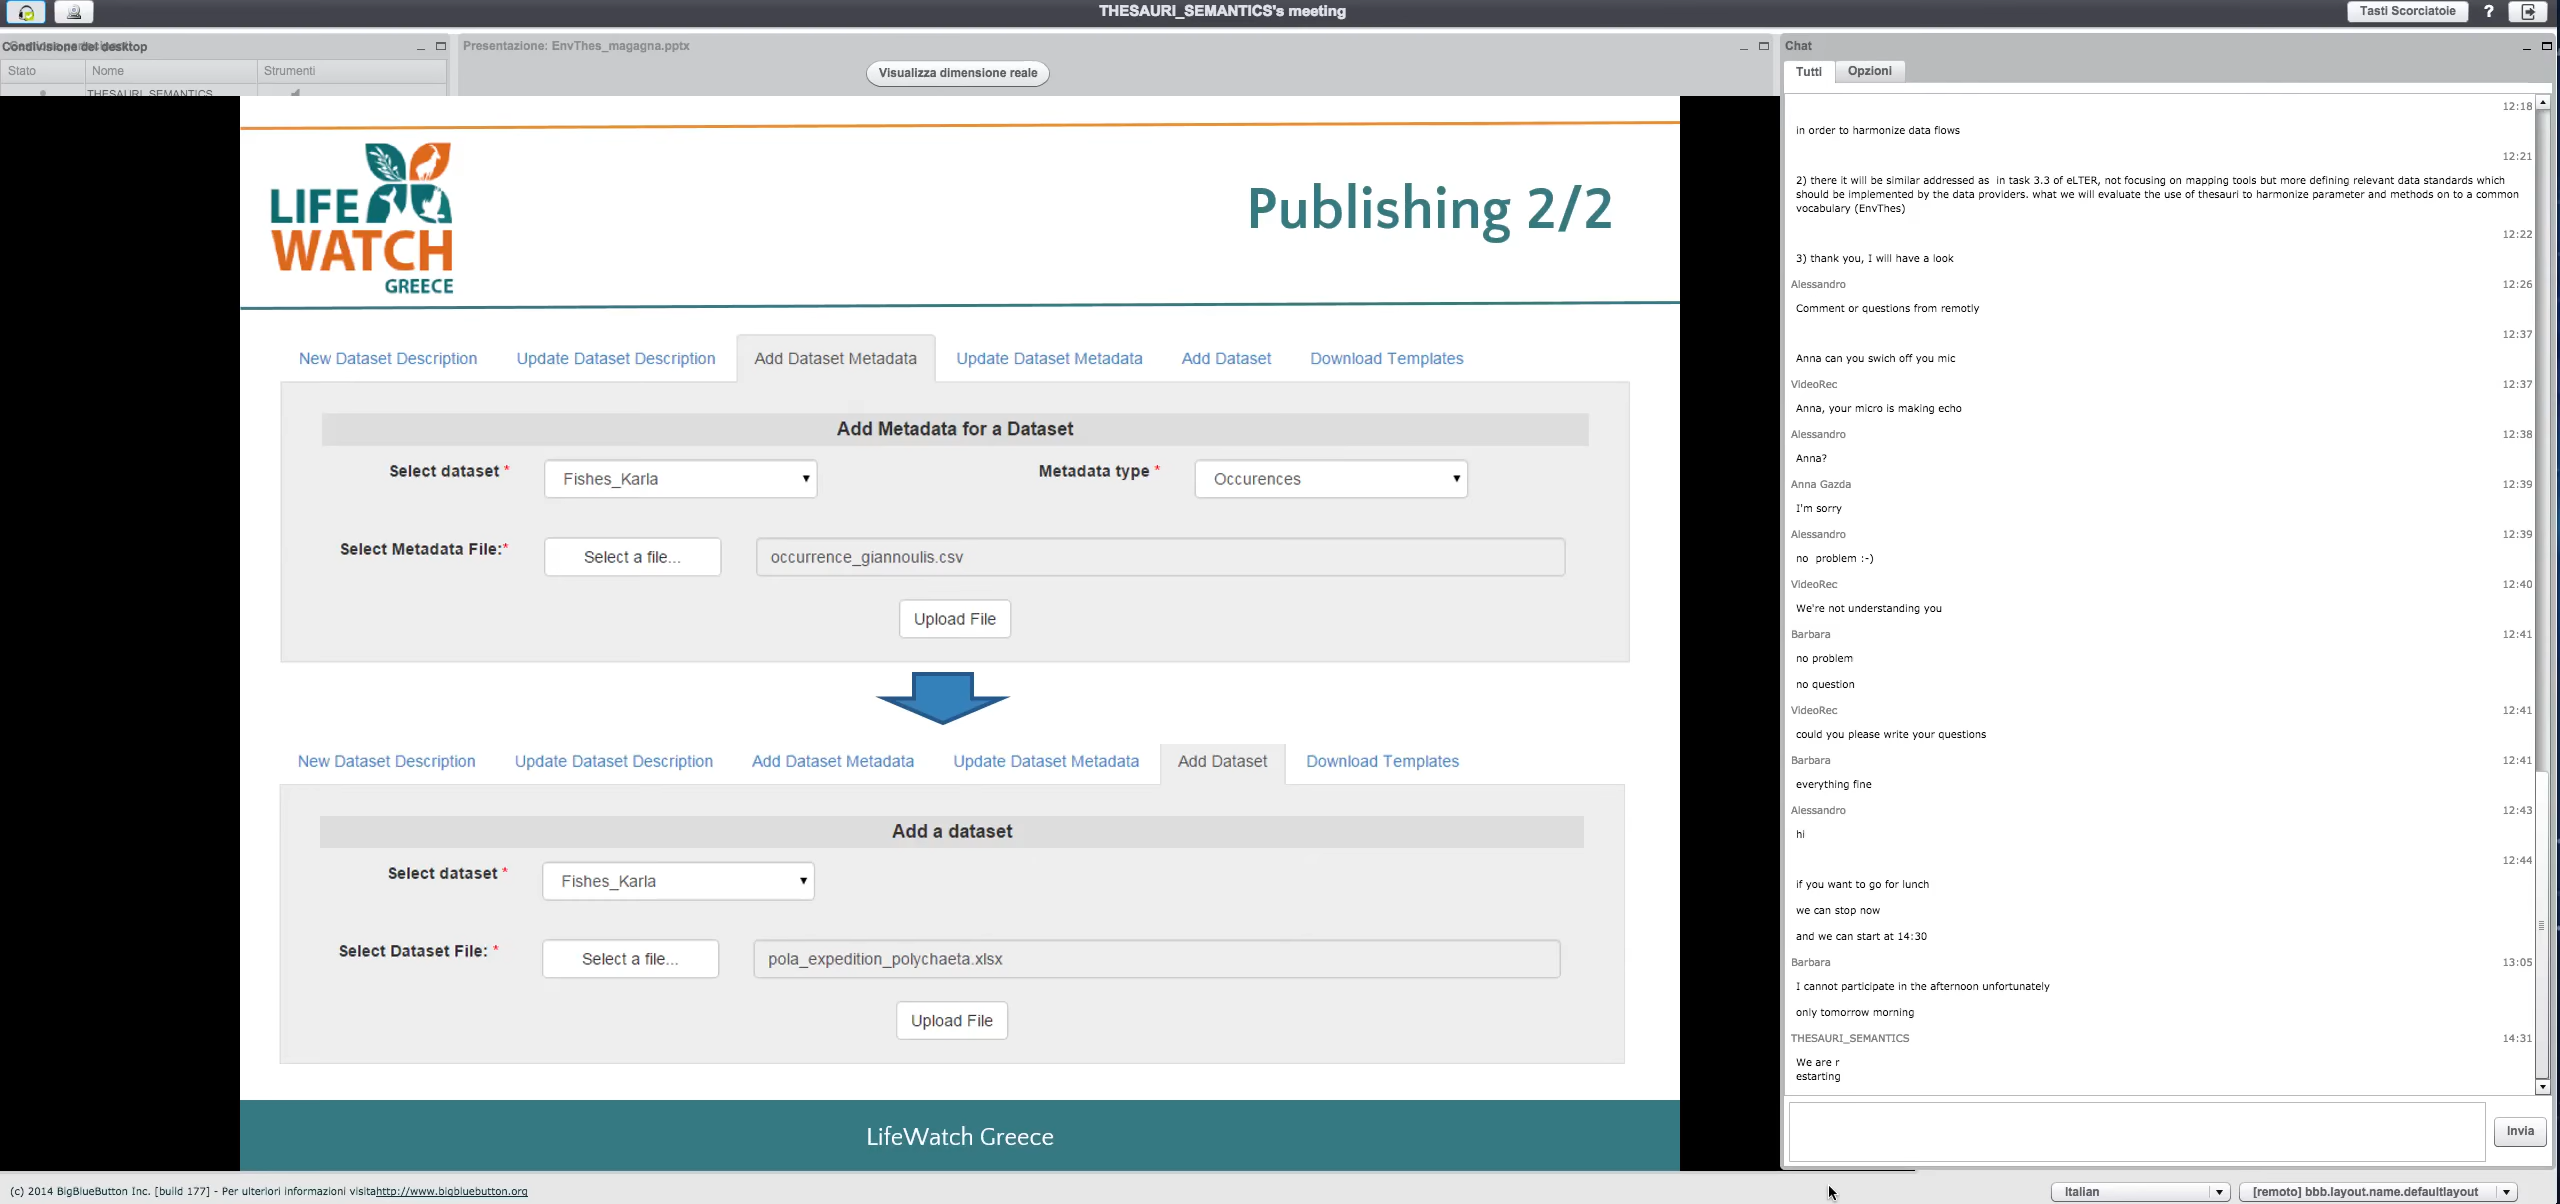 THESAURI_SEMANTICS's meeting
Tasti Scorciatoie
?
Condivisione del desktop
Stato Nome Strumenti
THESAURI_SEMANTICS
Presentazione: EnvThes_magagna.pptx
Visualizza dimensione reale
LIFE
WATCH
GREECE
Publishing 2/2
New Dataset Description Update Dataset Description Add Dataset Metadata Update Dataset Metadata Add Dataset Download Templates
Add Metadata for a Dataset
Select dataset * Fishes_Karla Metadata type * Occurences
Select Metadata File:* Select a file... occurrence_giannoulis.csv
Upload File
New Dataset Description Update Dataset Description Add Dataset Metadata Update Dataset Metadata Add Dataset Download Templates
Add a dataset
Select dataset * Fishes_Karla
Select Dataset File: * Select a file... pola_expedition_polychaeta.xlsx
Upload File
LifeWatch Greece
Chat
Tutti Opzioni
12:18
in order to harmonize data flows
12:21
2) there it will be similar addressed as in task 3.3 of eLTER, not focusing on mapping tools but more defining relevant data standards which
should be implemented by the data providers. what we will evaluate the use of thesauri to harmonize parameter and methods on to a common
vocabulary (EnvThes)
12:22
3) thank you, I will have a look
Alessandro 12:26
Comment or questions from remotly
12:37
Anna can you swich off you mic
VideoRec 12:37
Anna, your micro is making echo
Alessandro 12:38
Anna?
Anna Gazda 12:39
I'm sorry
Alessandro 12:39
no problem :-)
VideoRec 12:40
We're not understanding you
Barbara 12:41
no problem
no question
VideoRec 12:41
could you please write your questions
Barbara 12:41
everything fine
Alessandro 12:43
hi
12:44
if you want to go for lunch
we can stop now
and we can start at 14:30
Barbara 13:05
I cannot participate in the afternoon unfortunately
only tomorrow morning
THESAURI_SEMANTICS 14:31
We are r
estarting
Invia
(c) 2014 BigBlueButton Inc. [build 177] - Per ulteriori informazioni visitahttp://www.bigbluebutton.org
Italian [remoto] bbb.layout.name.defaultlayout